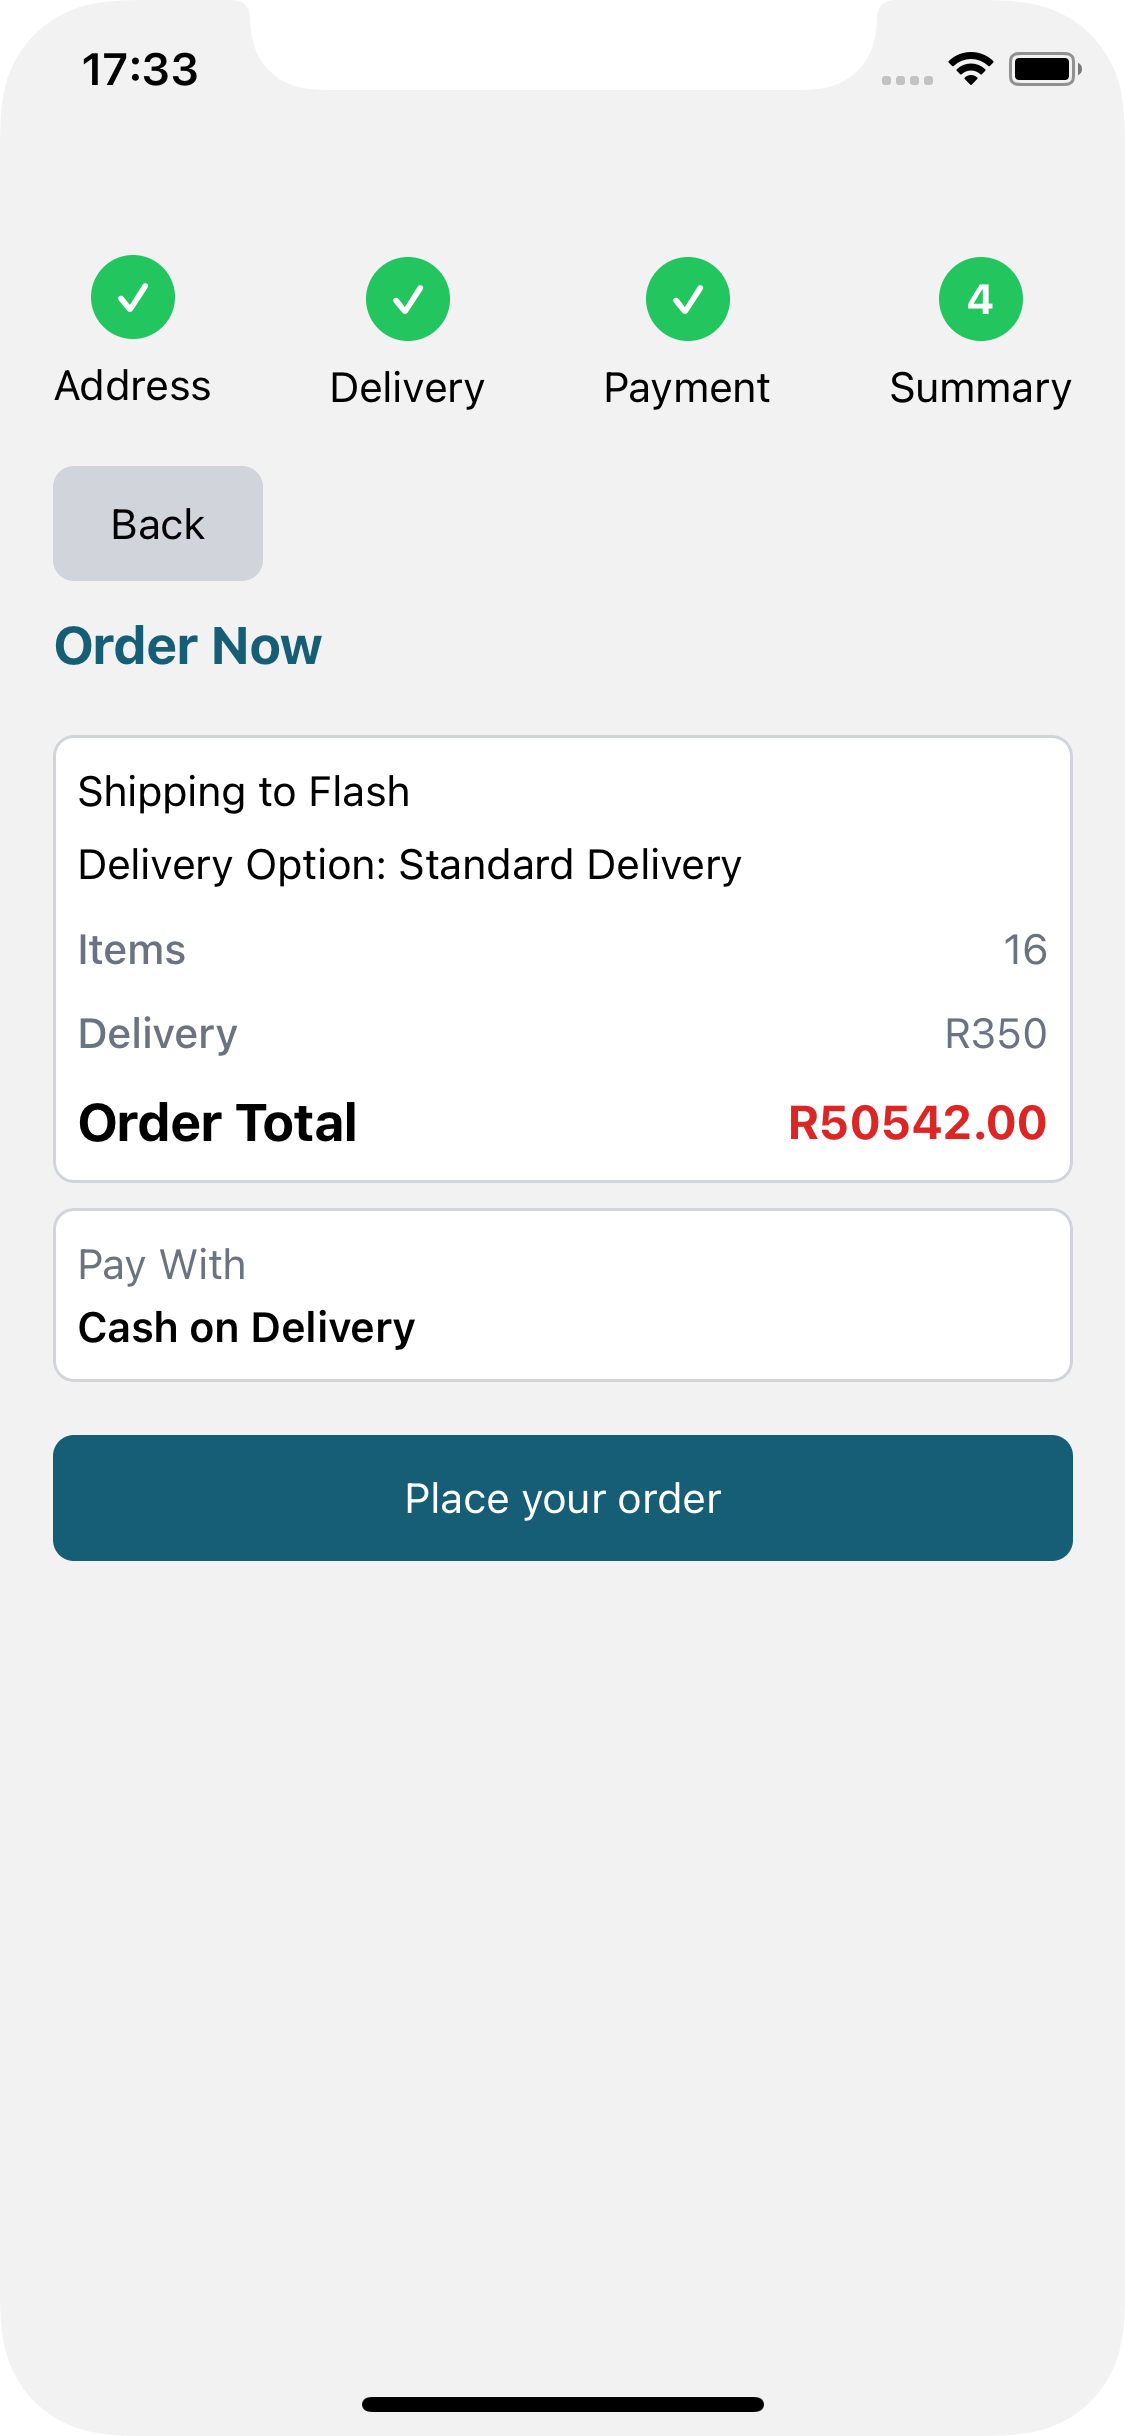 17:33
Address Delivery Payment 4 Summary
Back
Order Now
Shipping to Flash
Delivery Option: Standard Delivery
Items 16
Delivery R350
Order Total R50542.00
Pay With
Cash on Delivery
Place your order